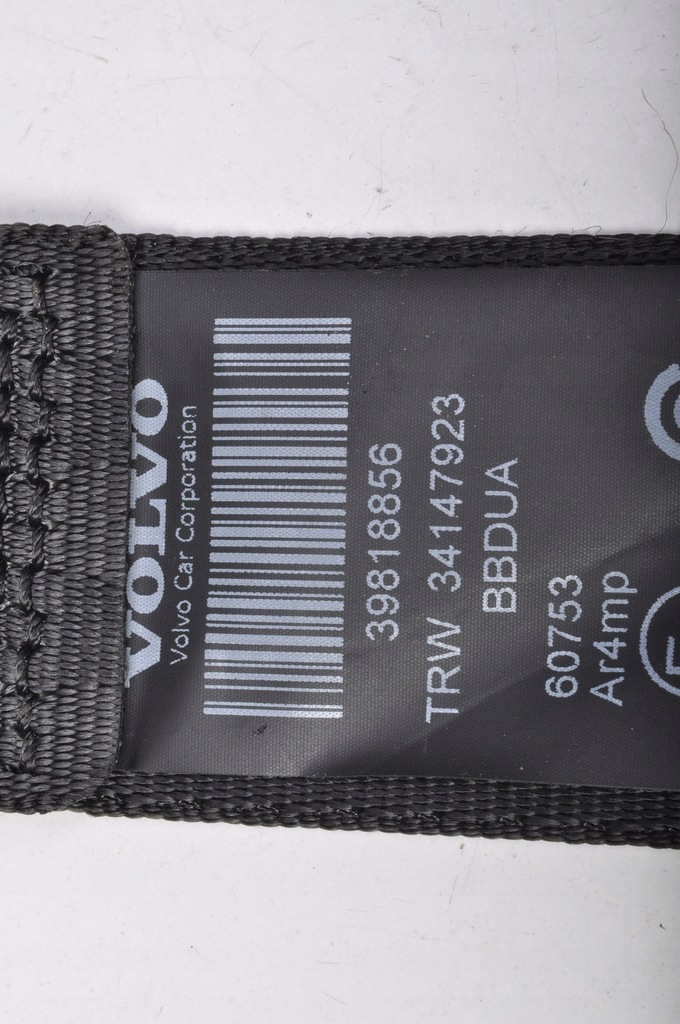 VOLVO
Volvo Car Corporation
39818856
TRW 34147923
BBDUA
60753
Ar4mp